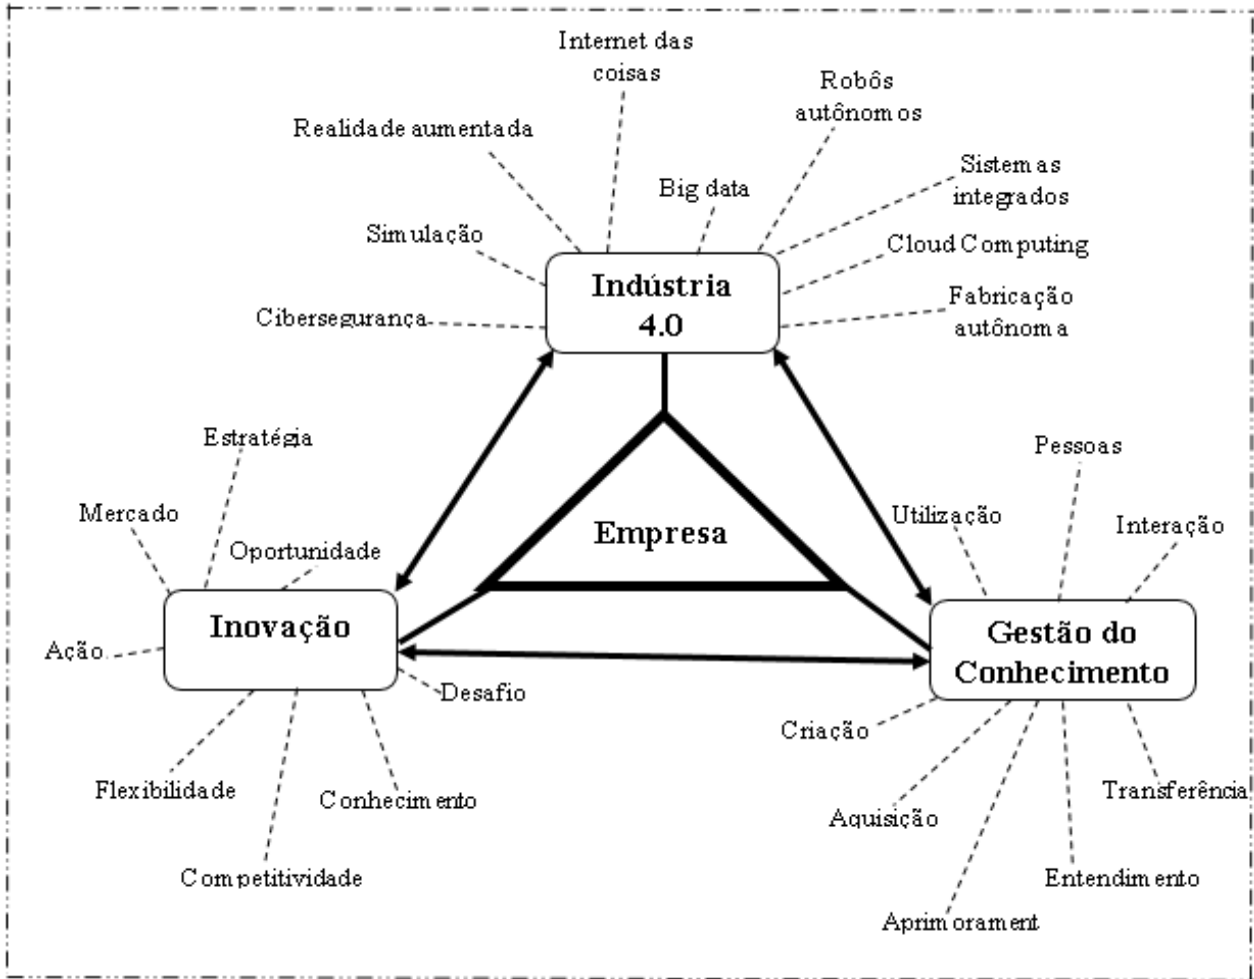 Internet das
coisas
Robôs
autônomos
Realidade aumentada
Sistemas
integrados
Big data
Simulação
Cloud Computing
Indústria
4.0
Fabricação
autônoma
Cibersegurança
Estratégia
Pessoas
Mercado
Utilização
Interação
Empresa
Oportunidade
Inovação
Gestão do
Conhecimento
Ação
Desafio
Criação
Flexibilidade
Conhecimento
Transferência
Aquisição
Competitividade
Entendimento
Aprimorament